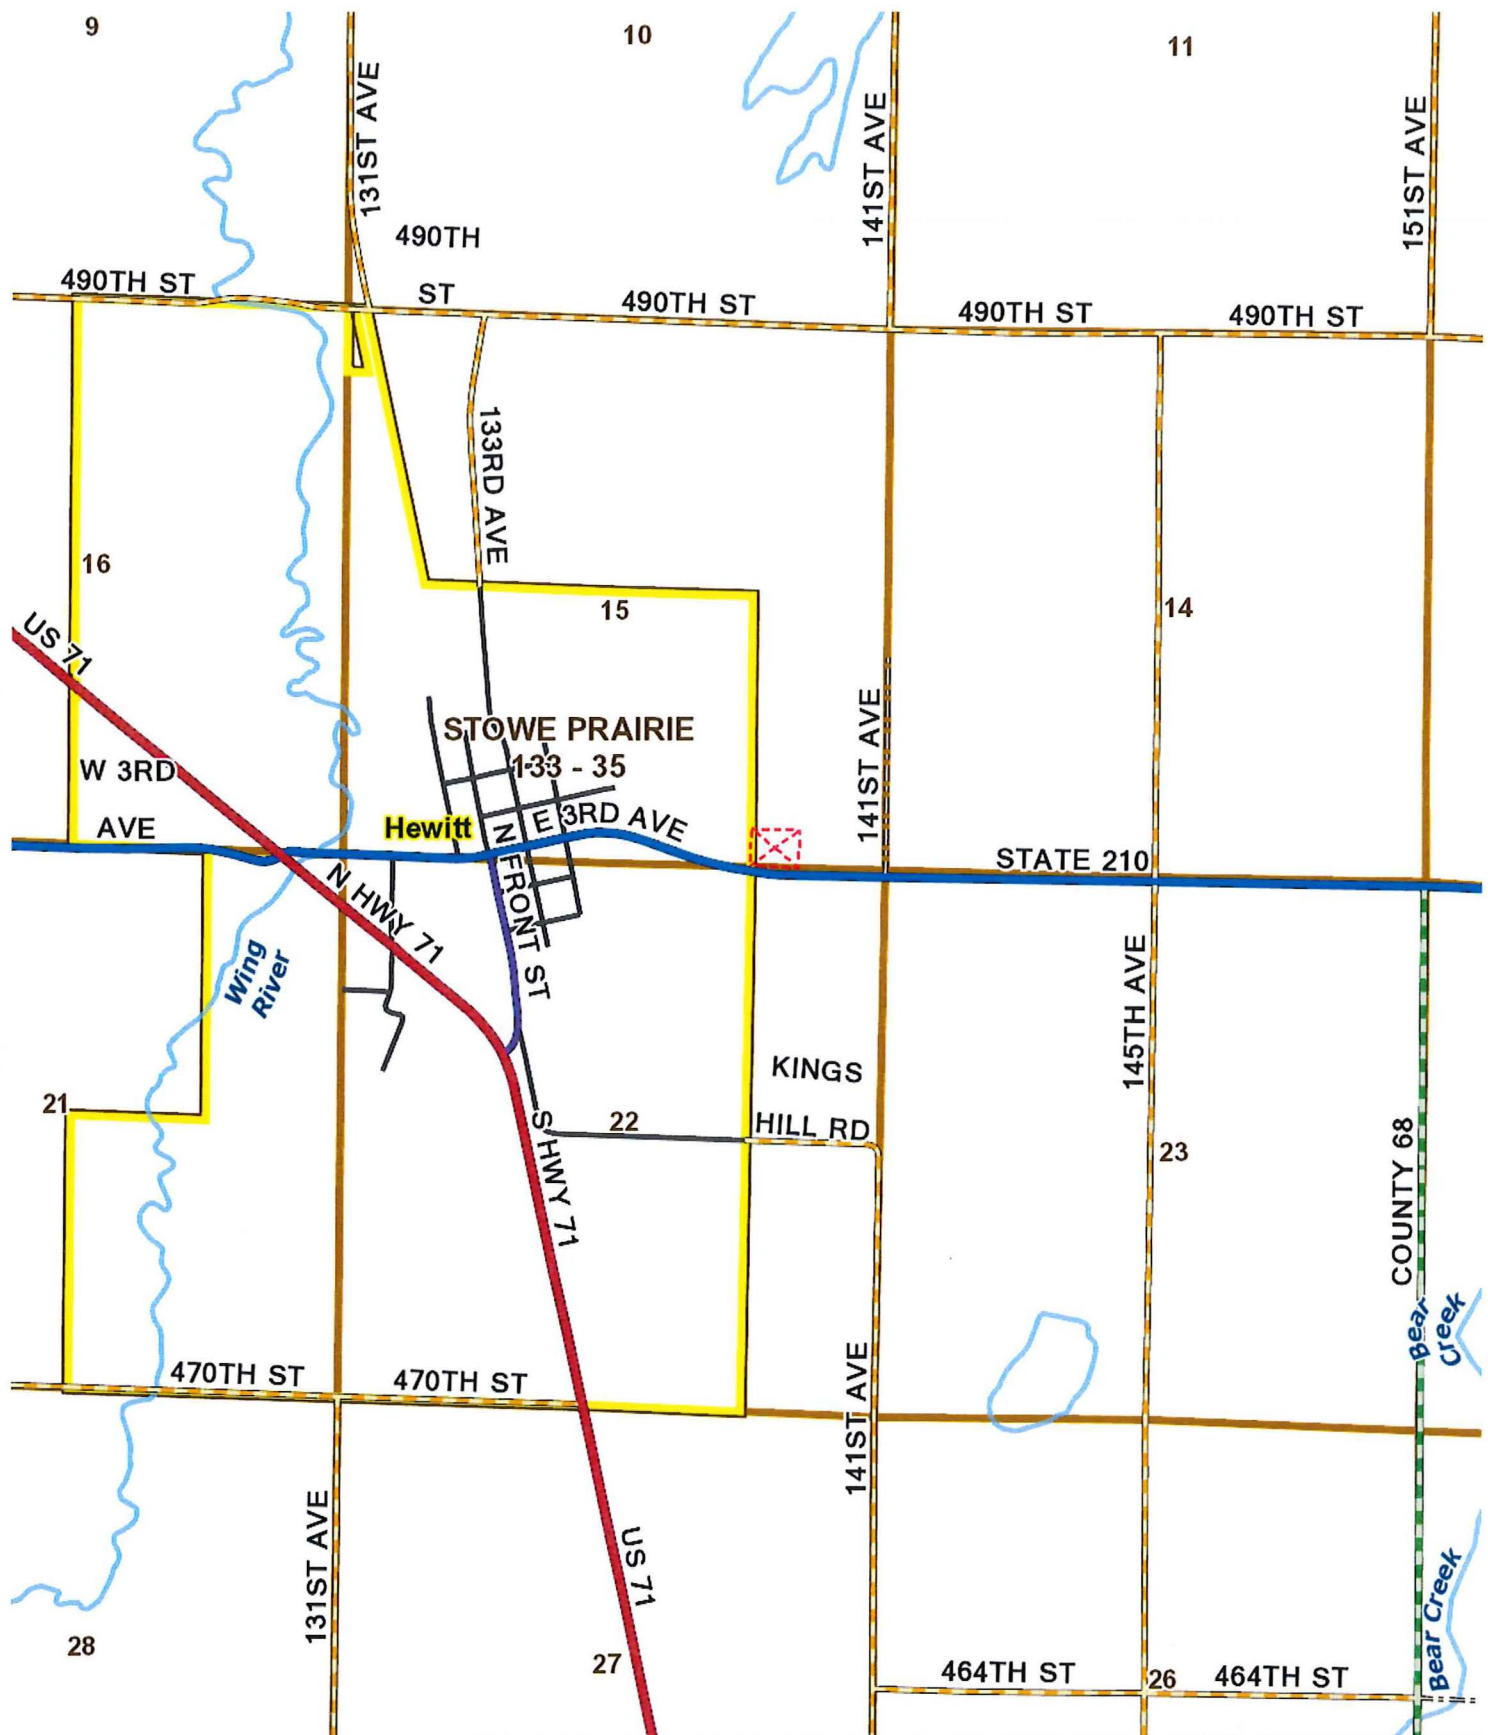 9
10
11
131ST AVE
141ST AVE
151ST AVE
490TH
490TH ST
ST
490TH ST
490TH ST
490TH ST
133RD AVE
16
15
14
US 71
141ST AVE
STOWE PRAIRIE
133 - 35
W 3RD
AVE
Hewitt
E 3RD AVE
N FRONT ST
STATE 210
N HWY 71
Wing
River
145TH AVE
KINGS
HILL RD
21
22
23
S HWY 71
COUNTY 68
Bear
Creek
470TH ST
470TH ST
141ST AVE
131ST AVE
US 71
Bear Creek
28
27
464TH ST
26
464TH ST